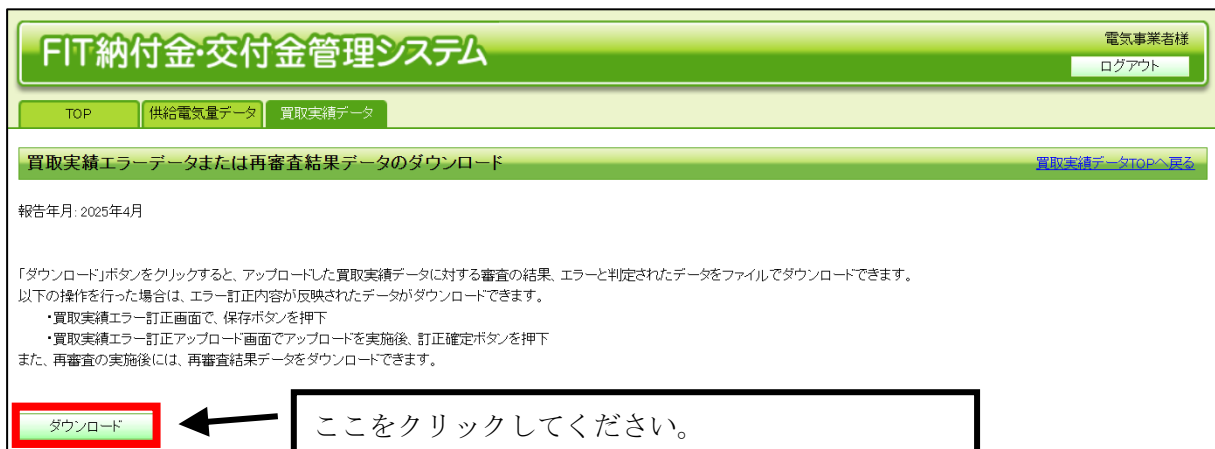 FIT納付金・交付金管理システム
電気事業者様
ログアウト
TOP
供給電気量データ
買取実績データ
買取実績エラーデータまたは再審査結果データのダウンロード
買取実績データTOPへ戻る
報告年月: 2025年4月
「ダウンロード」ボタンをクリックすると、アップロードした買取実績データに対する審査の結果、エラーと判定されたデータをファイルでダウンロードできます。
以下の操作を行った場合は、エラー訂正内容が反映されたデータがダウンロードできます。
・買取実績エラー訂正画面で、保存ボタンを押下
・買取実績エラー訂正アップロード画面でアップロードを実施後、訂正確定ボタンを押下
また、再審査の実施後には、再審査結果データをダウンロードできます。
ダウンロード
ここをクリックしてください。